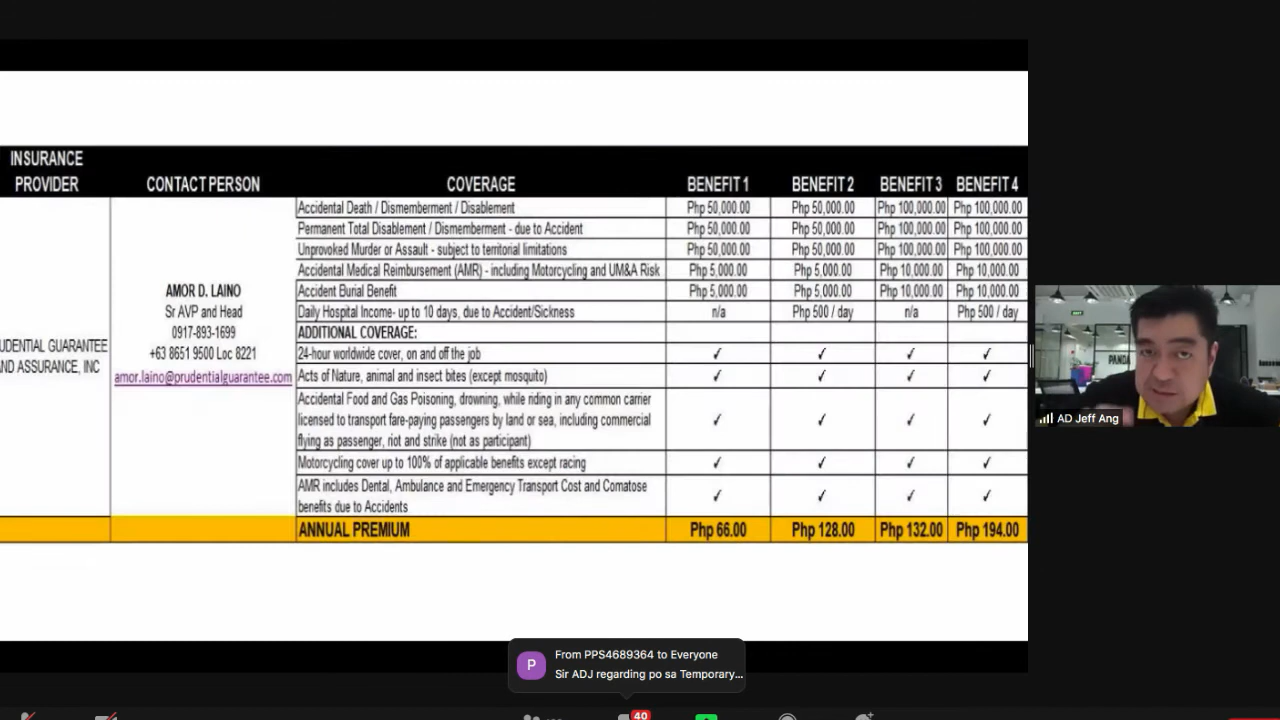 INSURANCE PROVIDER
CONTACT PERSON
COVERAGE
BENEFIT 1
BENEFIT 2
BENEFIT 3
BENEFIT 4
UDENTIAL GUARANTEE
ND ASSURANCE, INC
AMOR D. LAINO
Sr AVP and Head
0917-893-1699
+63 8651 9500 Loc 8221
amor.laino@prudentialguarantee.com
Accidental Death / Dismemberment / Disablement Php 50,000.00 Php 50,000.00 Php 100,000.00 Php 100,000.00
Permanent Total Disablement / Dismemberment - due to Accident Php 50,000.00 Php 50,000.00 Php 100,000.00 Php 100,000.00
Unprovoked Murder or Assault - subject to territorial limitations Php 50,000.00 Php 50,000.00 Php 100,000.00 Php 100,000.00
Accidental Medical Reimbursement (AMR) - including Motorcycling and UM&A Risk Php 5,000.00 Php 5,000.00 Php 10,000.00 Php 10,000.00
Accident Burial Benefit Php 5,000.00 Php 5,000.00 Php 10,000.00 Php 10,000.00
Daily Hospital Income- up to 10 days, due to Accident/Sickness n/a Php 500 / day n/a Php 500 / day
ADDITIONAL COVERAGE:
24-hour worldwide cover, on and off the job ✓ ✓ ✓ ✓
Acts of Nature, animal and insect bites (except mosquito) ✓ ✓ ✓ ✓
Accidental Food and Gas Poisoning, drowning, while riding in any common carrier
licensed to transport fare-paying passengers by land or sea, including commercial ✓ ✓ ✓ ✓
flying as passenger, riot and strike (not as participant)
Motorcycling cover up to 100% of applicable benefits except racing ✓ ✓ ✓ ✓
AMR includes Dental, Ambulance and Emergency Transport Cost and Comatose ✓ ✓ ✓ ✓
benefits due to Accidents
ANNUAL PREMIUM Php 66.00 Php 128.00 Php 132.00 Php 194.00
PANDA
AD Jeff Ang
P
From PPS4689364 to Everyone
Sir ADJ regarding po sa Temporary...
40